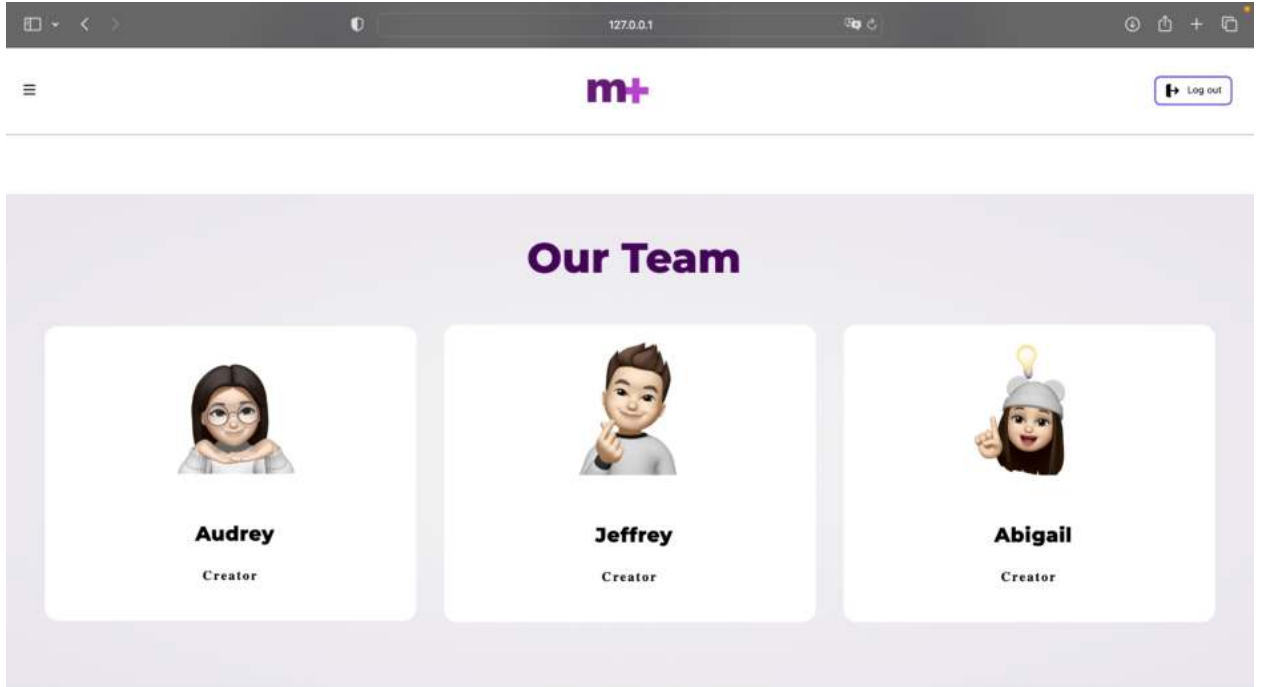 127.0.0.1
m+
Log out
Our Team
Audrey
Jeffrey
Abigail
Creator
Creator
Creator